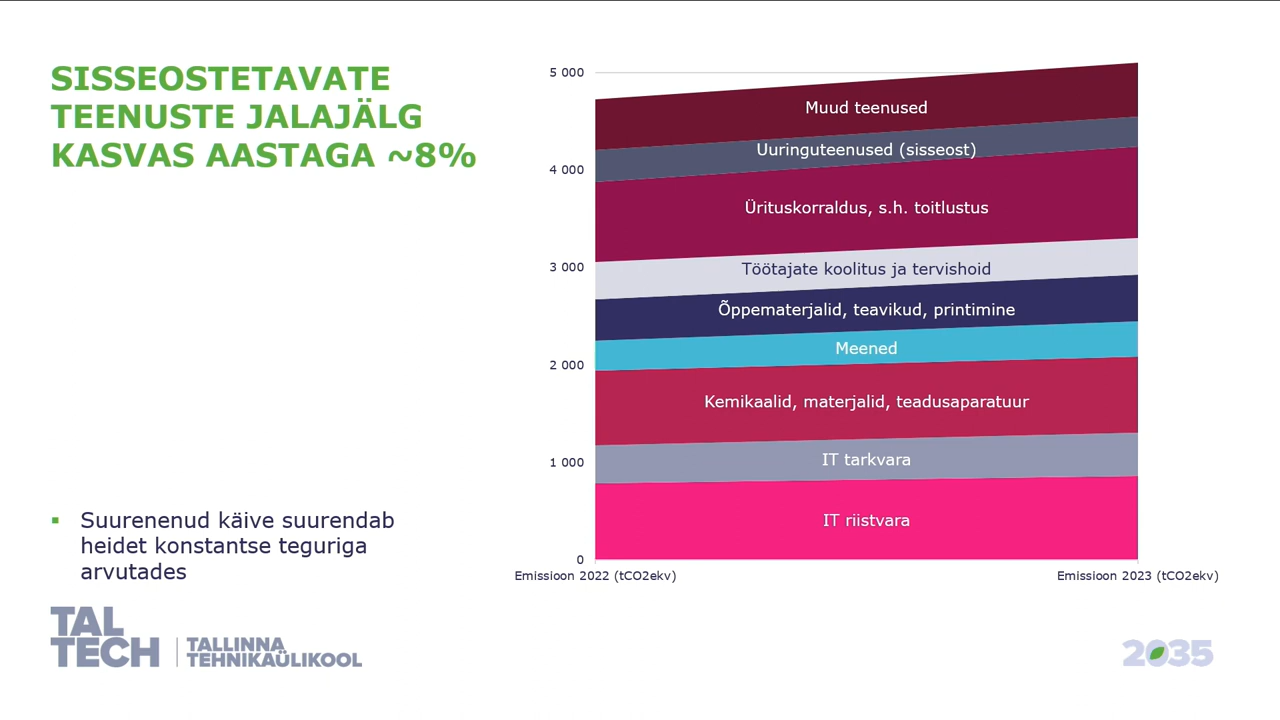 SISSEOSTETAVATE
TEENUSTE JALAJÄLG
KASVAS AASTAGA ~8%
Suurenenud käive suurendab
heidet konstantse teguriga
arvutades
5 000
4 000
3 000
2 000
1 000
0
Muud teenused
Uuringuteenused (sisseost)
Ürituskorraldus, s.h. toitlustus
Töötajate koolitus ja tervishoid
Õppematerjalid, teavikud, printimine
Meened
Kemikaalid, materjalid, teadusaparatuur
IT tarkvara
IT riistvara
Emissioon 2022 (tCO2ekv)
Emissioon 2023 (tCO2ekv)
TAL
TECH
TALLINNA
TEHNIKAÜLIKOOL
2035